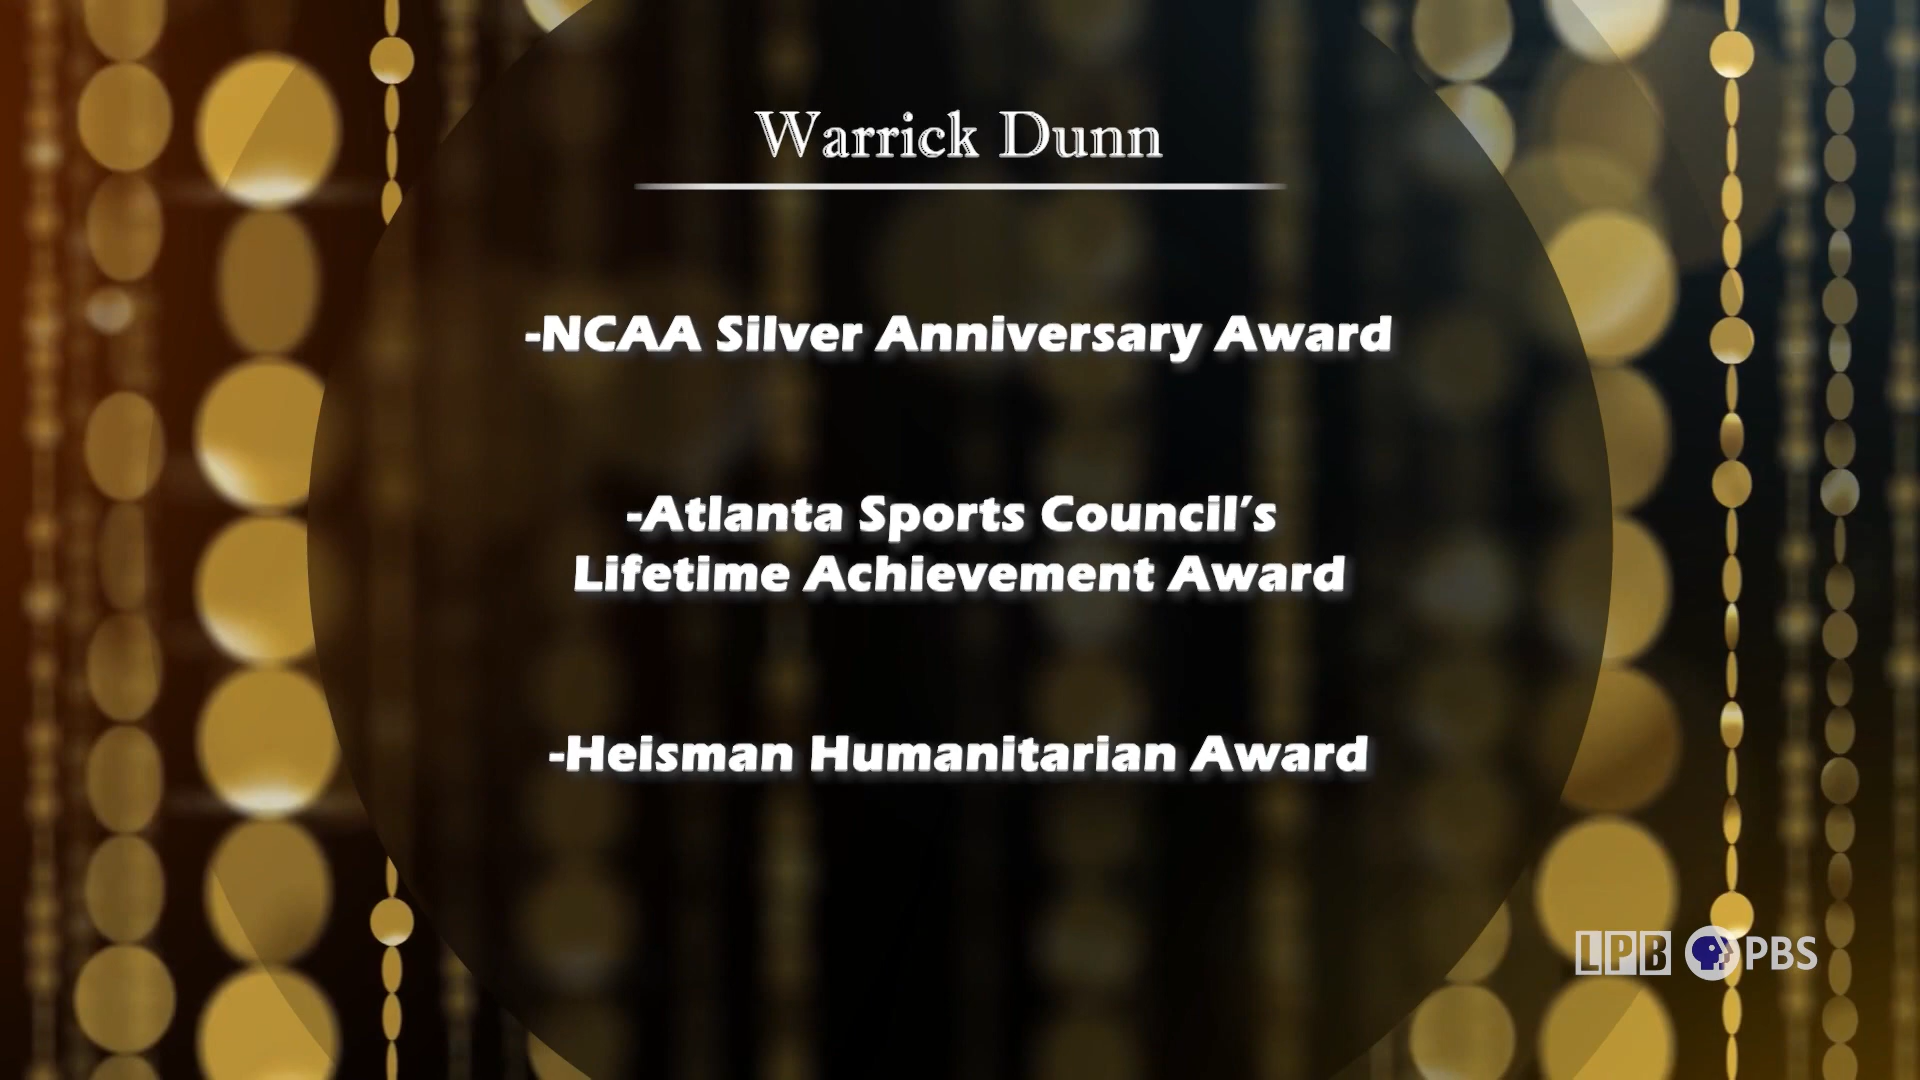 Warrick Dunn
-NCAA Silver Anniversary Award
-Atlanta Sports Council's
Lifetime Achievement Award
-Heisman Humanitarian Award
LPB PBS